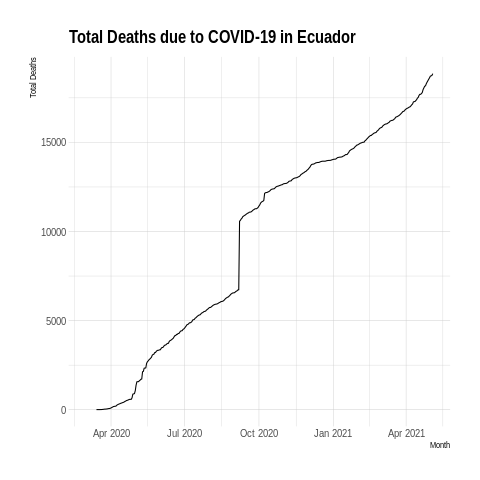 Total Deaths due to COVID-19 in Ecuador
Total Deaths
15000
10000
5000
0
Apr 2020 Jul 2020 Oct 2020 Jan 2021 Apr 2021
Month